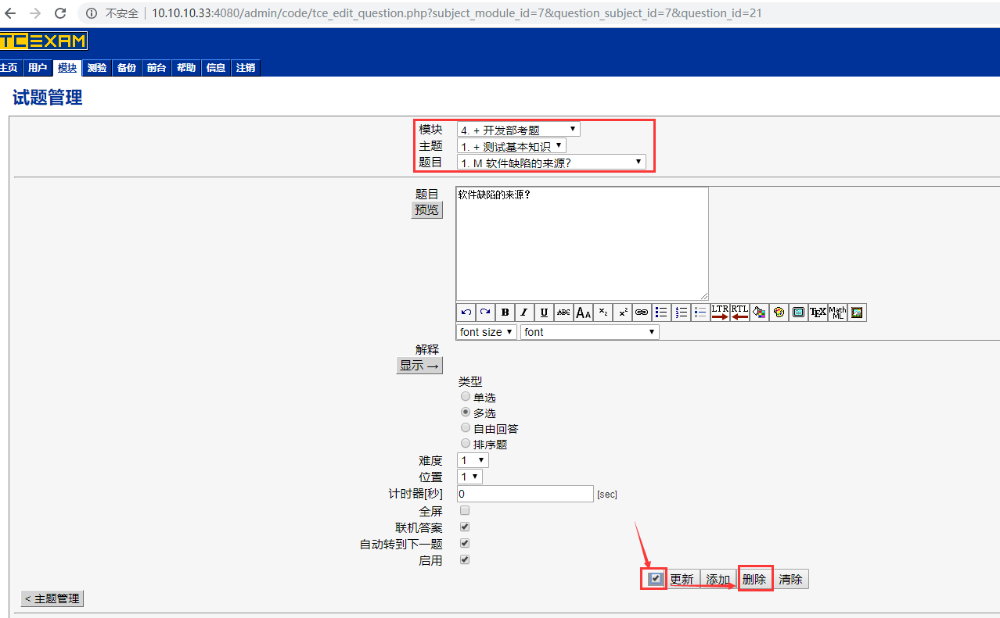 不安全 10.10.10.33:4080/admin/code/tce_edit_question.php?subject_module_id=7&question_subject_id=7&question_id=21
TCEXAM
主页 用户 模块 测验 备份 前台 帮助 信息 注销
试题管理
模块 4. + 开发部考题
主题 1. + 测试基本知识
题目 1. M 软件缺陷的来源?
题目 软件缺陷的来源?
预览
B I U ABC AA x₂ x² LTR RTL TEX Math ML
font size font
解释
显示 →
类型
单选
多选
自由回答
排序题
难度 1
位置 1
计时器[秒] 0 [sec]
全屏
联机答案
自动转到下一题
启用
更新 添加 删除 清除
< 主题管理